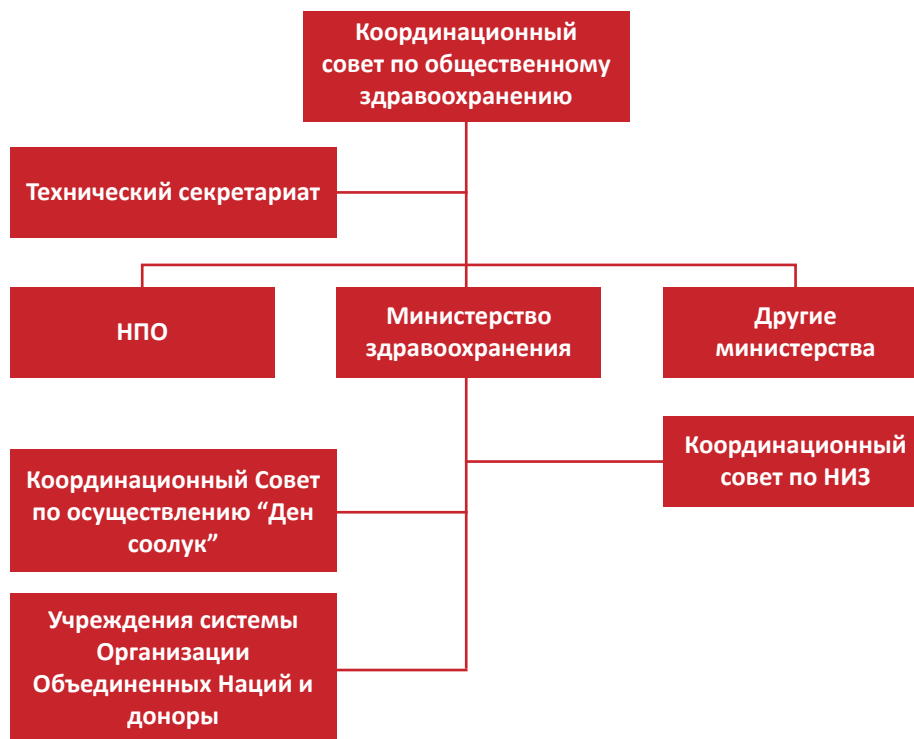 Координационный
совет по общественному
здравоохранению
Технический секретариат
НПО
Министерство
здравоохранения
Другие
министерства
Координационный
совет по НИЗ
Координационный Совет
по осуществлению “Ден
соолук”
Учреждения системы
Организации
Объединенных Наций и
доноры